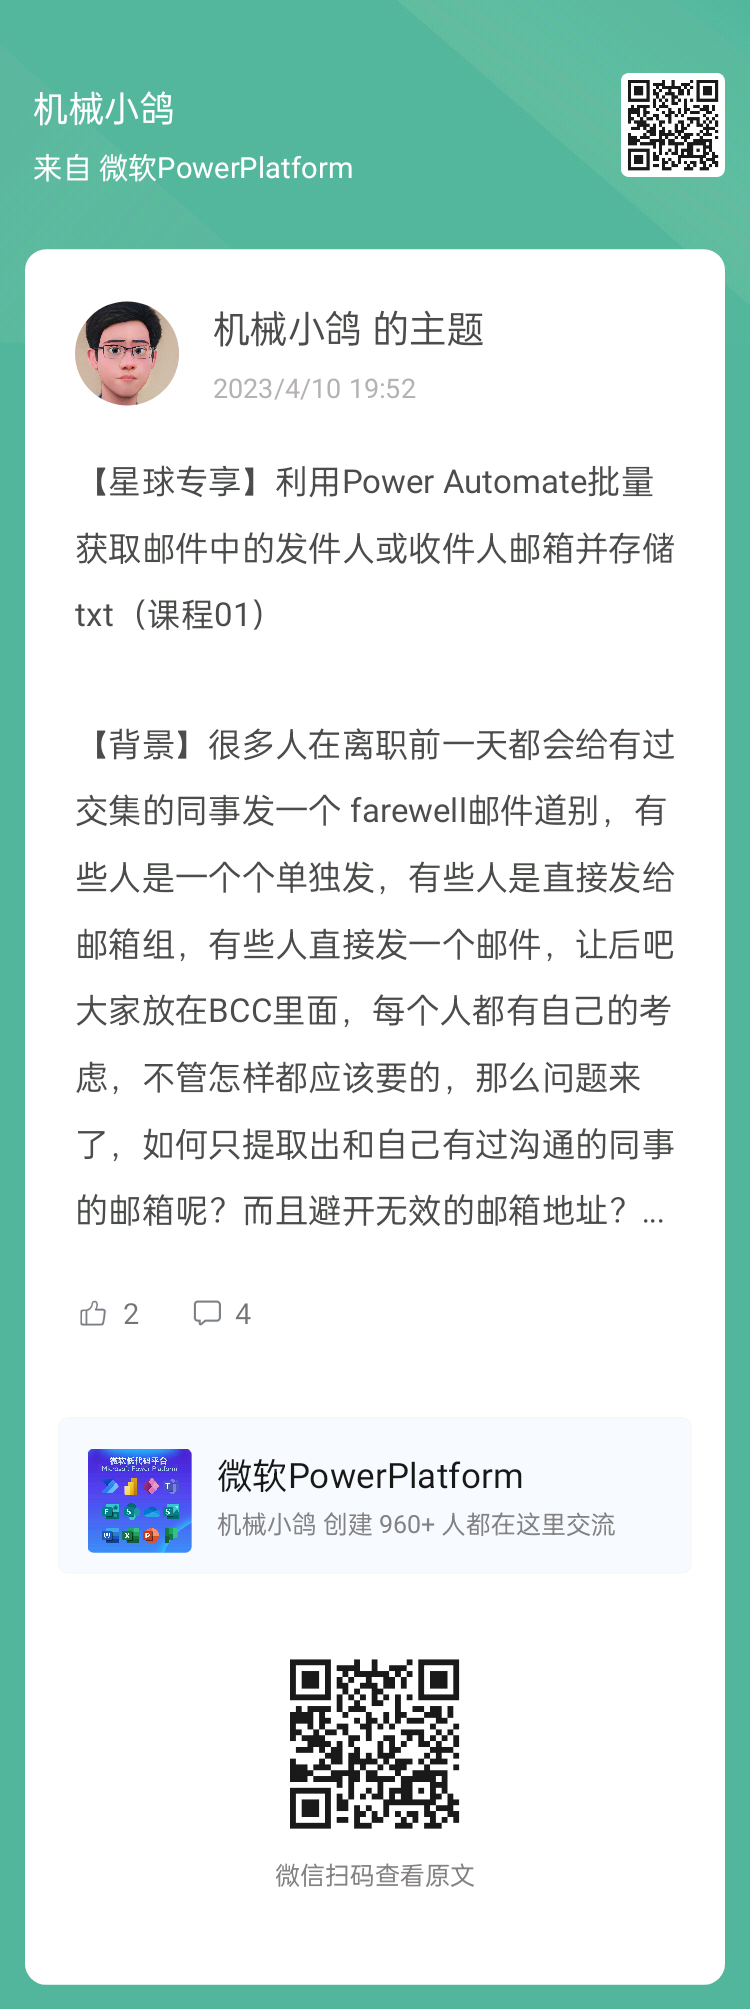 机械小鸽
来自 微软PowerPlatform
机械小鸽 的主题
2023/4/10 19:52
【星球专享】利用Power Automate批量
获取邮件中的发件人或收件人邮箱并存储
txt（课程01）
【背景】很多人在离职前一天都会给有过
交集的同事发一个 farewell邮件道别，有
些人是一个个单独发，有些人是直接发给
邮箱组，有些人直接发一个邮件，让后吧
大家放在BCC里面，每个人都有自己的考
虑，不管怎样都应该要的，那么问题来
了，如何只提取出和自己有过沟通的同事
的邮箱呢？而且避开无效的邮箱地址？...
2 4
微软低代码平台
Microsoft Power Platform
微软PowerPlatform
机械小鸽 创建 960+ 人都在这里交流
微信扫码查看原文